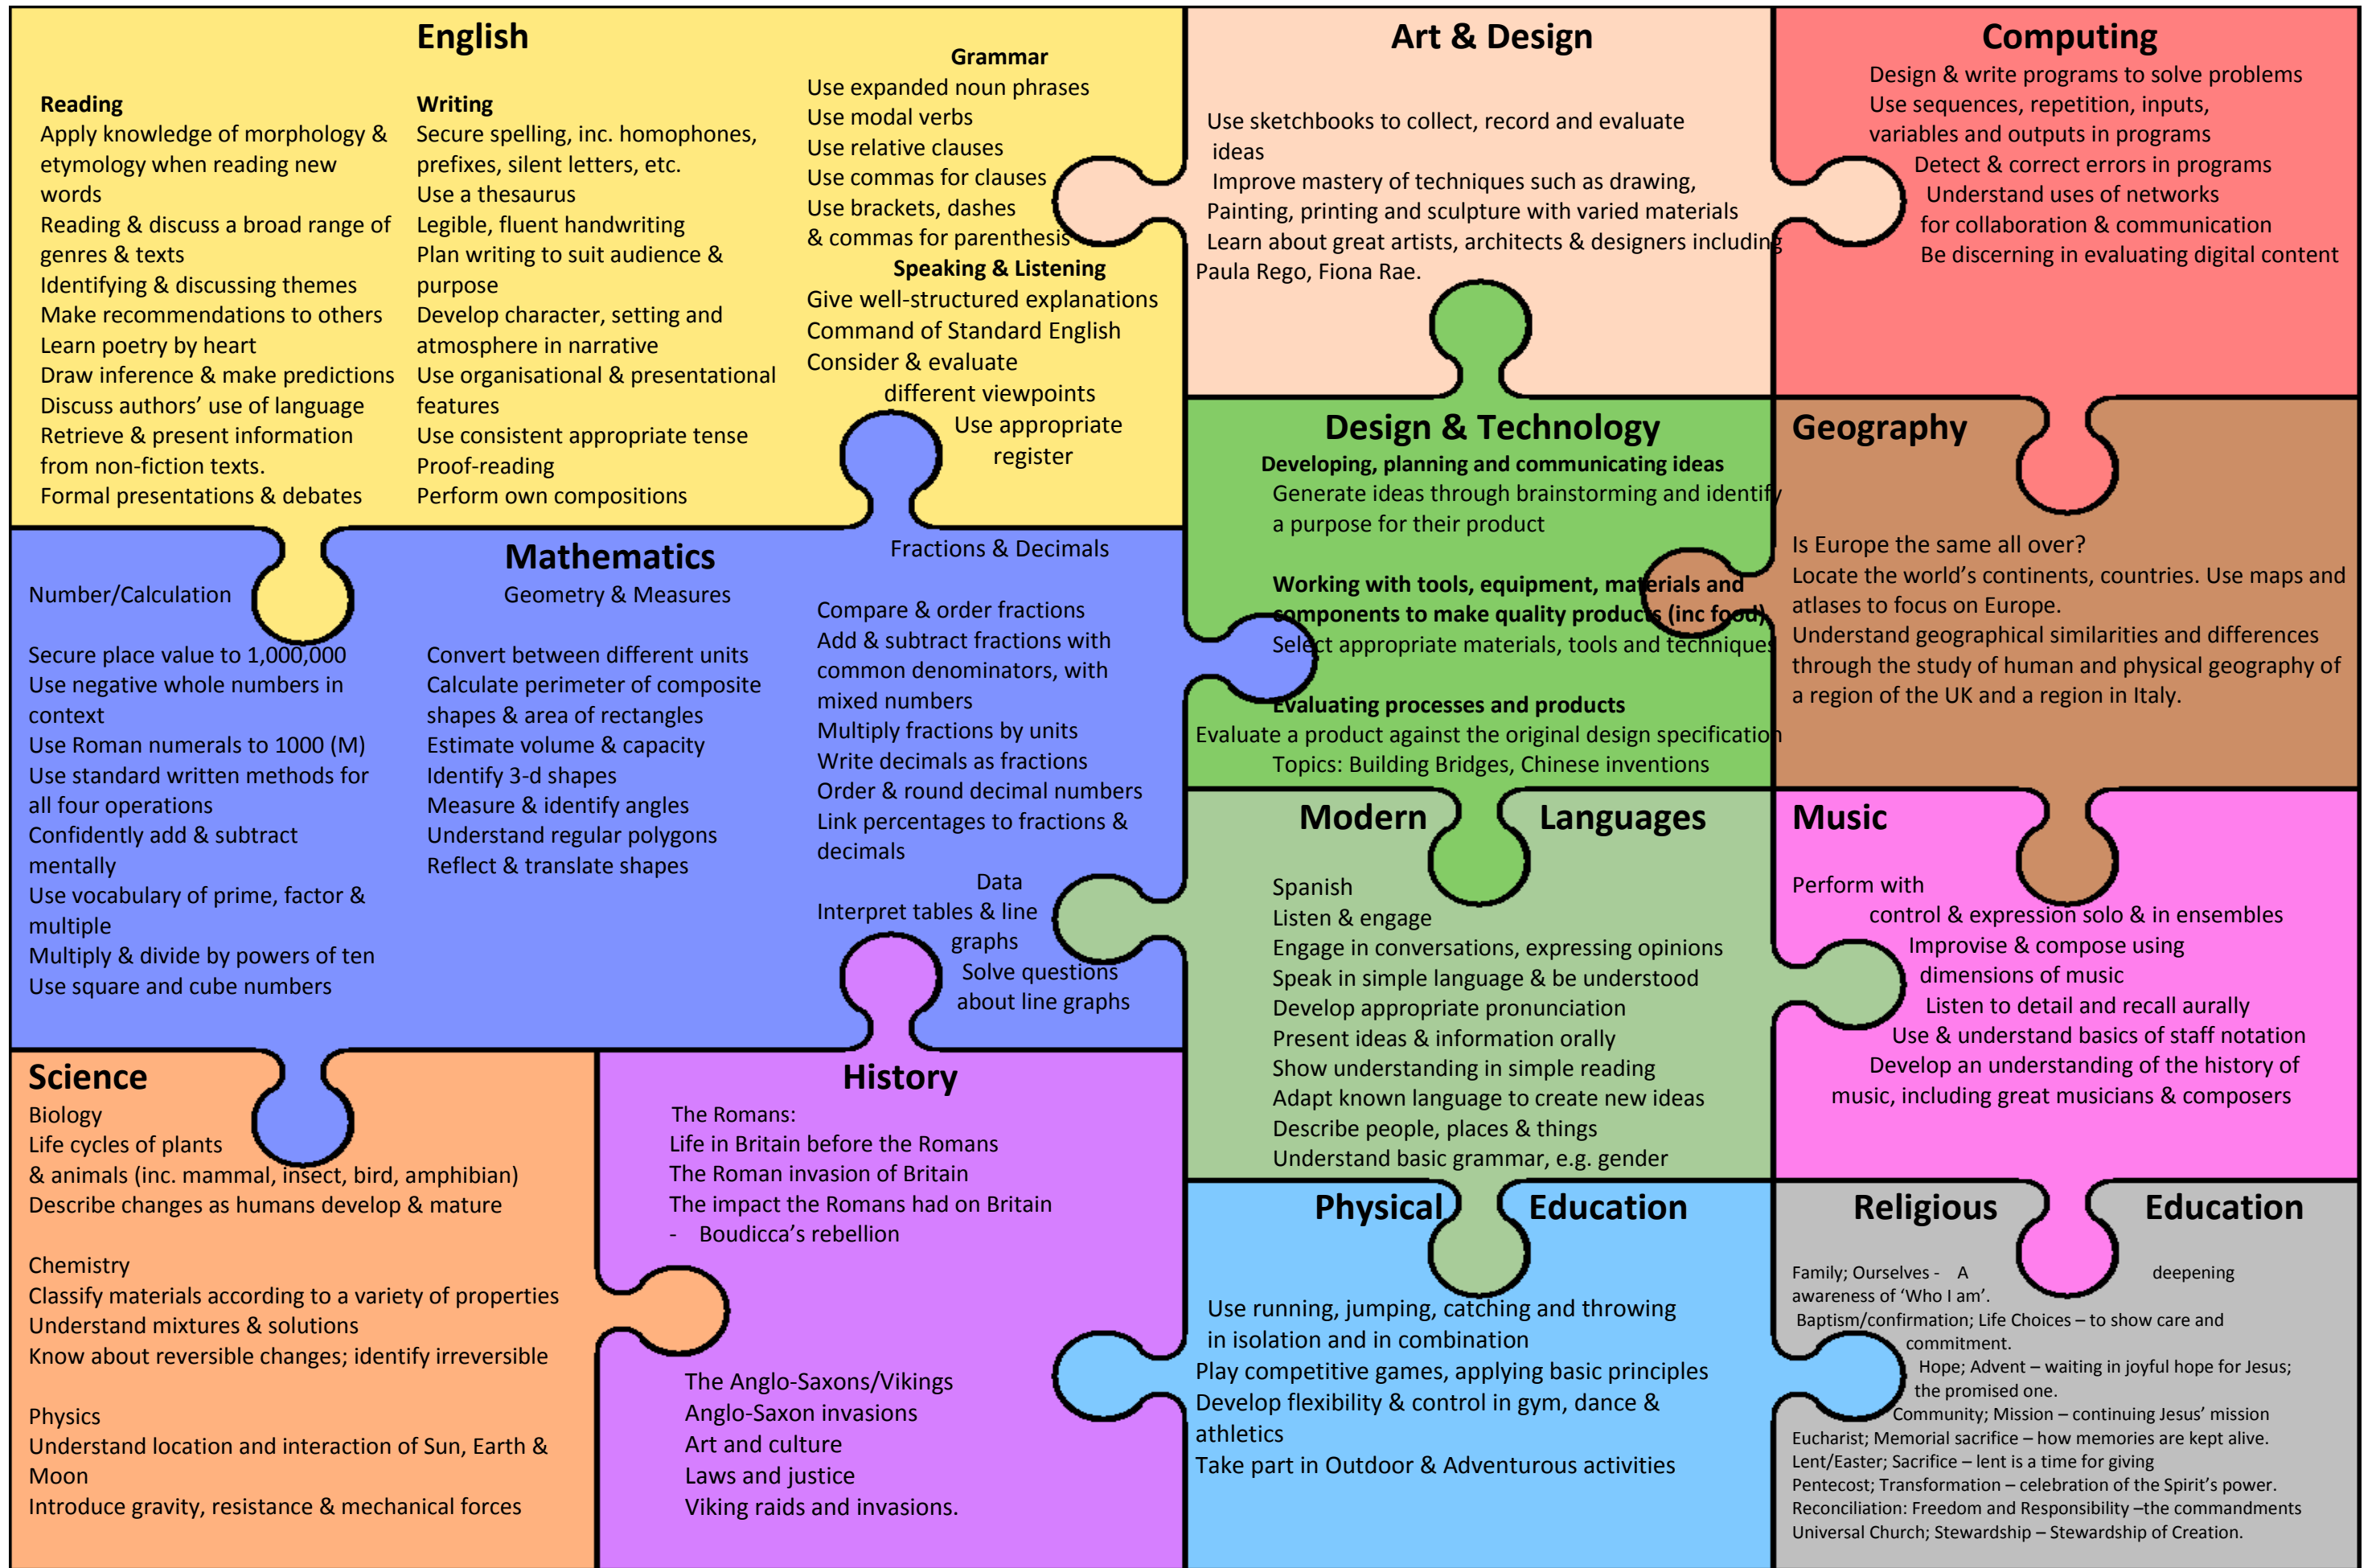 English
Reading
Apply knowledge of morphology &
etymology when reading new
words
Reading & discuss a broad range of
genres & texts
Identifying & discussing themes
Make recommendations to others
Learn poetry by heart
Draw inference & make predictions
Discuss authors’ use of language
Retrieve & present information
from non-fiction texts.
Formal presentations & debates
Writing
Secure spelling, inc. homophones,
prefixes, silent letters, etc.
Use a thesaurus
Legible, fluent handwriting
Plan writing to suit audience &
purpose
Develop character, setting and
atmosphere in narrative
Use organisational & presentational
features
Use consistent appropriate tense
Proof-reading
Perform own compositions
Grammar
Use expanded noun phrases
Use modal verbs
Use relative clauses
Use commas for clauses
Use brackets, dashes
& commas for parenthesis
Speaking & Listening
Give well-structured explanations
Command of Standard English
Consider & evaluate
different viewpoints
Use appropriate
register
Art & Design
Use sketchbooks to collect, record and evaluate
ideas
Improve mastery of techniques such as drawing,
Painting, printing and sculpture with varied materials
Learn about great artists, architects & designers including
Paula Rego, Fiona Rae.
Computing
Design & write programs to solve problems
Use sequences, repetition, inputs,
variables and outputs in programs
Detect & correct errors in programs
Understand uses of networks
for collaboration & communication
Be discerning in evaluating digital content
Mathematics
Number/Calculation
Secure place value to 1,000,000
Use negative whole numbers in
context
Use Roman numerals to 1000 (M)
Use standard written methods for
all four operations
Confidently add & subtract
mentally
Use vocabulary of prime, factor &
multiple
Multiply & divide by powers of ten
Use square and cube numbers
Geometry & Measures
Convert between different units
Calculate perimeter of composite
shapes & area of rectangles
Estimate volume & capacity
Identify 3-d shapes
Measure & identify angles
Understand regular polygons
Reflect & translate shapes
Fractions & Decimals
Compare & order fractions
Add & subtract fractions with
common denominators, with
mixed numbers
Multiply fractions by units
Write decimals as fractions
Order & round decimal numbers
Link percentages to fractions &
decimals
Data
Interpret tables & line
graphs
Solve questions
about line graphs
Design & Technology
Developing, planning and communicating ideas
Generate ideas through brainstorming and identify
a purpose for their product
Working with tools, equipment, materials and
components to make quality products (inc food)
Select appropriate materials, tools and techniques
Evaluating processes and products
Evaluate a product against the original design specification
Topics: Building Bridges, Chinese inventions
Geography
Is Europe the same all over?
Locate the world’s continents, countries. Use maps and
atlases to focus on Europe.
Understand geographical similarities and differences
through the study of human and physical geography of
a region of the UK and a region in Italy.
Modern Languages
Spanish
Listen & engage
Engage in conversations, expressing opinions
Speak in simple language & be understood
Develop appropriate pronunciation
Present ideas & information orally
Show understanding in simple reading
Adapt known language to create new ideas
Describe people, places & things
Understand basic grammar, e.g. gender
Music
Perform with
control & expression solo & in ensembles
Improvise & compose using
dimensions of music
Listen to detail and recall aurally
Use & understand basics of staff notation
Develop an understanding of the history of
music, including great musicians & composers
Science
Biology
Life cycles of plants
& animals (inc. mammal, insect, bird, amphibian)
Describe changes as humans develop & mature
Chemistry
Classify materials according to a variety of properties
Understand mixtures & solutions
Know about reversible changes; identify irreversible
Physics
Understand location and interaction of Sun, Earth &
Moon
Introduce gravity, resistance & mechanical forces
History
The Romans:
Life in Britain before the Romans
The Roman invasion of Britain
The impact the Romans had on Britain
- Boudicca’s rebellion
The Anglo-Saxons/Vikings
Anglo-Saxon invasions
Art and culture
Laws and justice
Viking raids and invasions.
Physical Education
Use running, jumping, catching and throwing
in isolation and in combination
Play competitive games, applying basic principles
Develop flexibility & control in gym, dance &
athletics
Take part in Outdoor & Adventurous activities
Religious Education
Family; Ourselves - A deepening
awareness of ‘Who I am’.
Baptism/confirmation; Life Choices – to show care and
commitment.
Hope; Advent – waiting in joyful hope for Jesus;
the promised one.
Community; Mission – continuing Jesus’ mission
Eucharist; Memorial sacrifice – how memories are kept alive.
Lent/Easter; Sacrifice – lent is a time for giving
Pentecost; Transformation – celebration of the Spirit’s power.
Reconciliation: Freedom and Responsibility –the commandments
Universal Church; Stewardship – Stewardship of Creation.